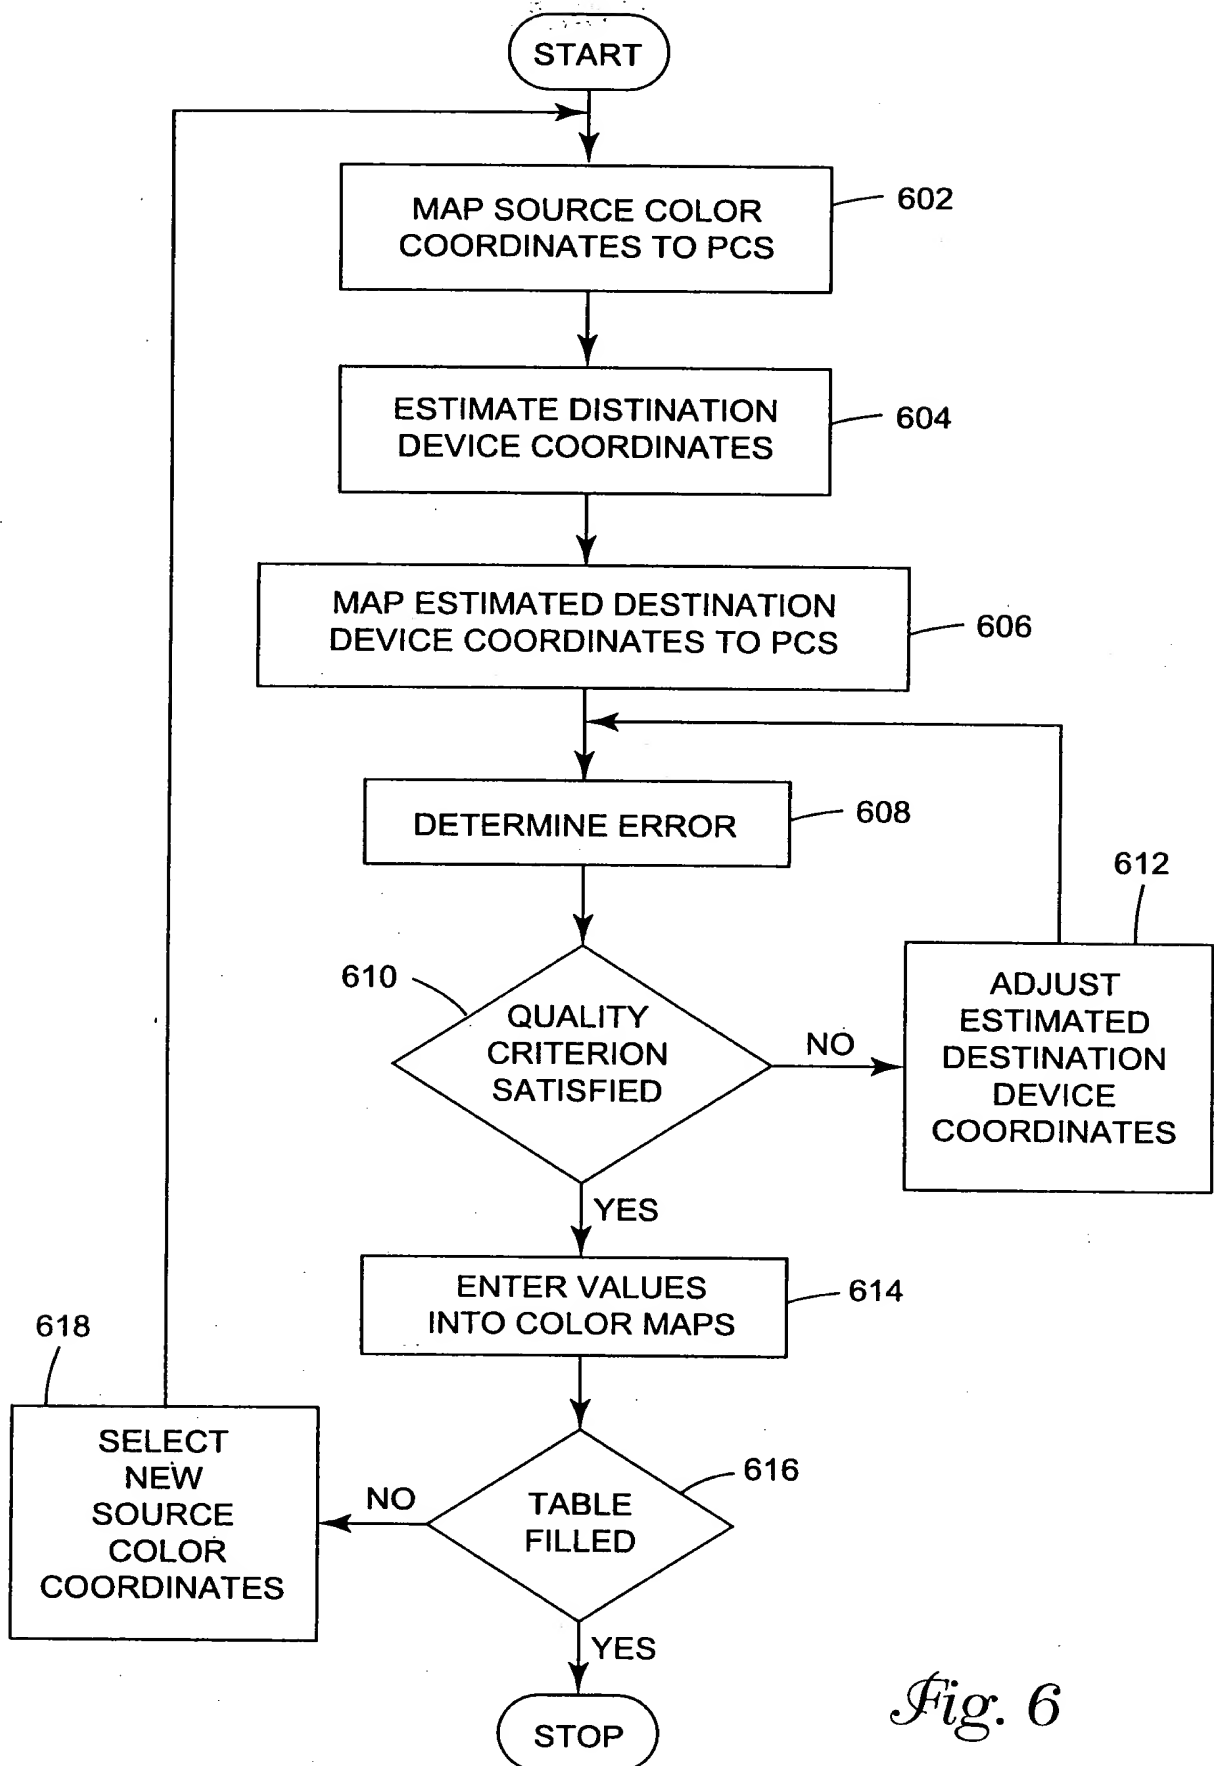 START
MAP SOURCE COLOR
COORDINATES TO PCS
602
ESTIMATE DISTINATION
DEVICE COORDINATES
604
MAP ESTIMATED DESTINATION
DEVICE COORDINATES TO PCS
606
DETERMINE ERROR
608
612
610
QUALITY
CRITERION
SATISFIED
NO
ADJUST
ESTIMATED
DESTINATION
DEVICE
COORDINATES
YES
ENTER VALUES
INTO COLOR MAPS
614
618
SELECT
NEW
SOURCE
COLOR
COORDINATES
NO
TABLE
FILLED
616
YES
STOP
Fig. 6